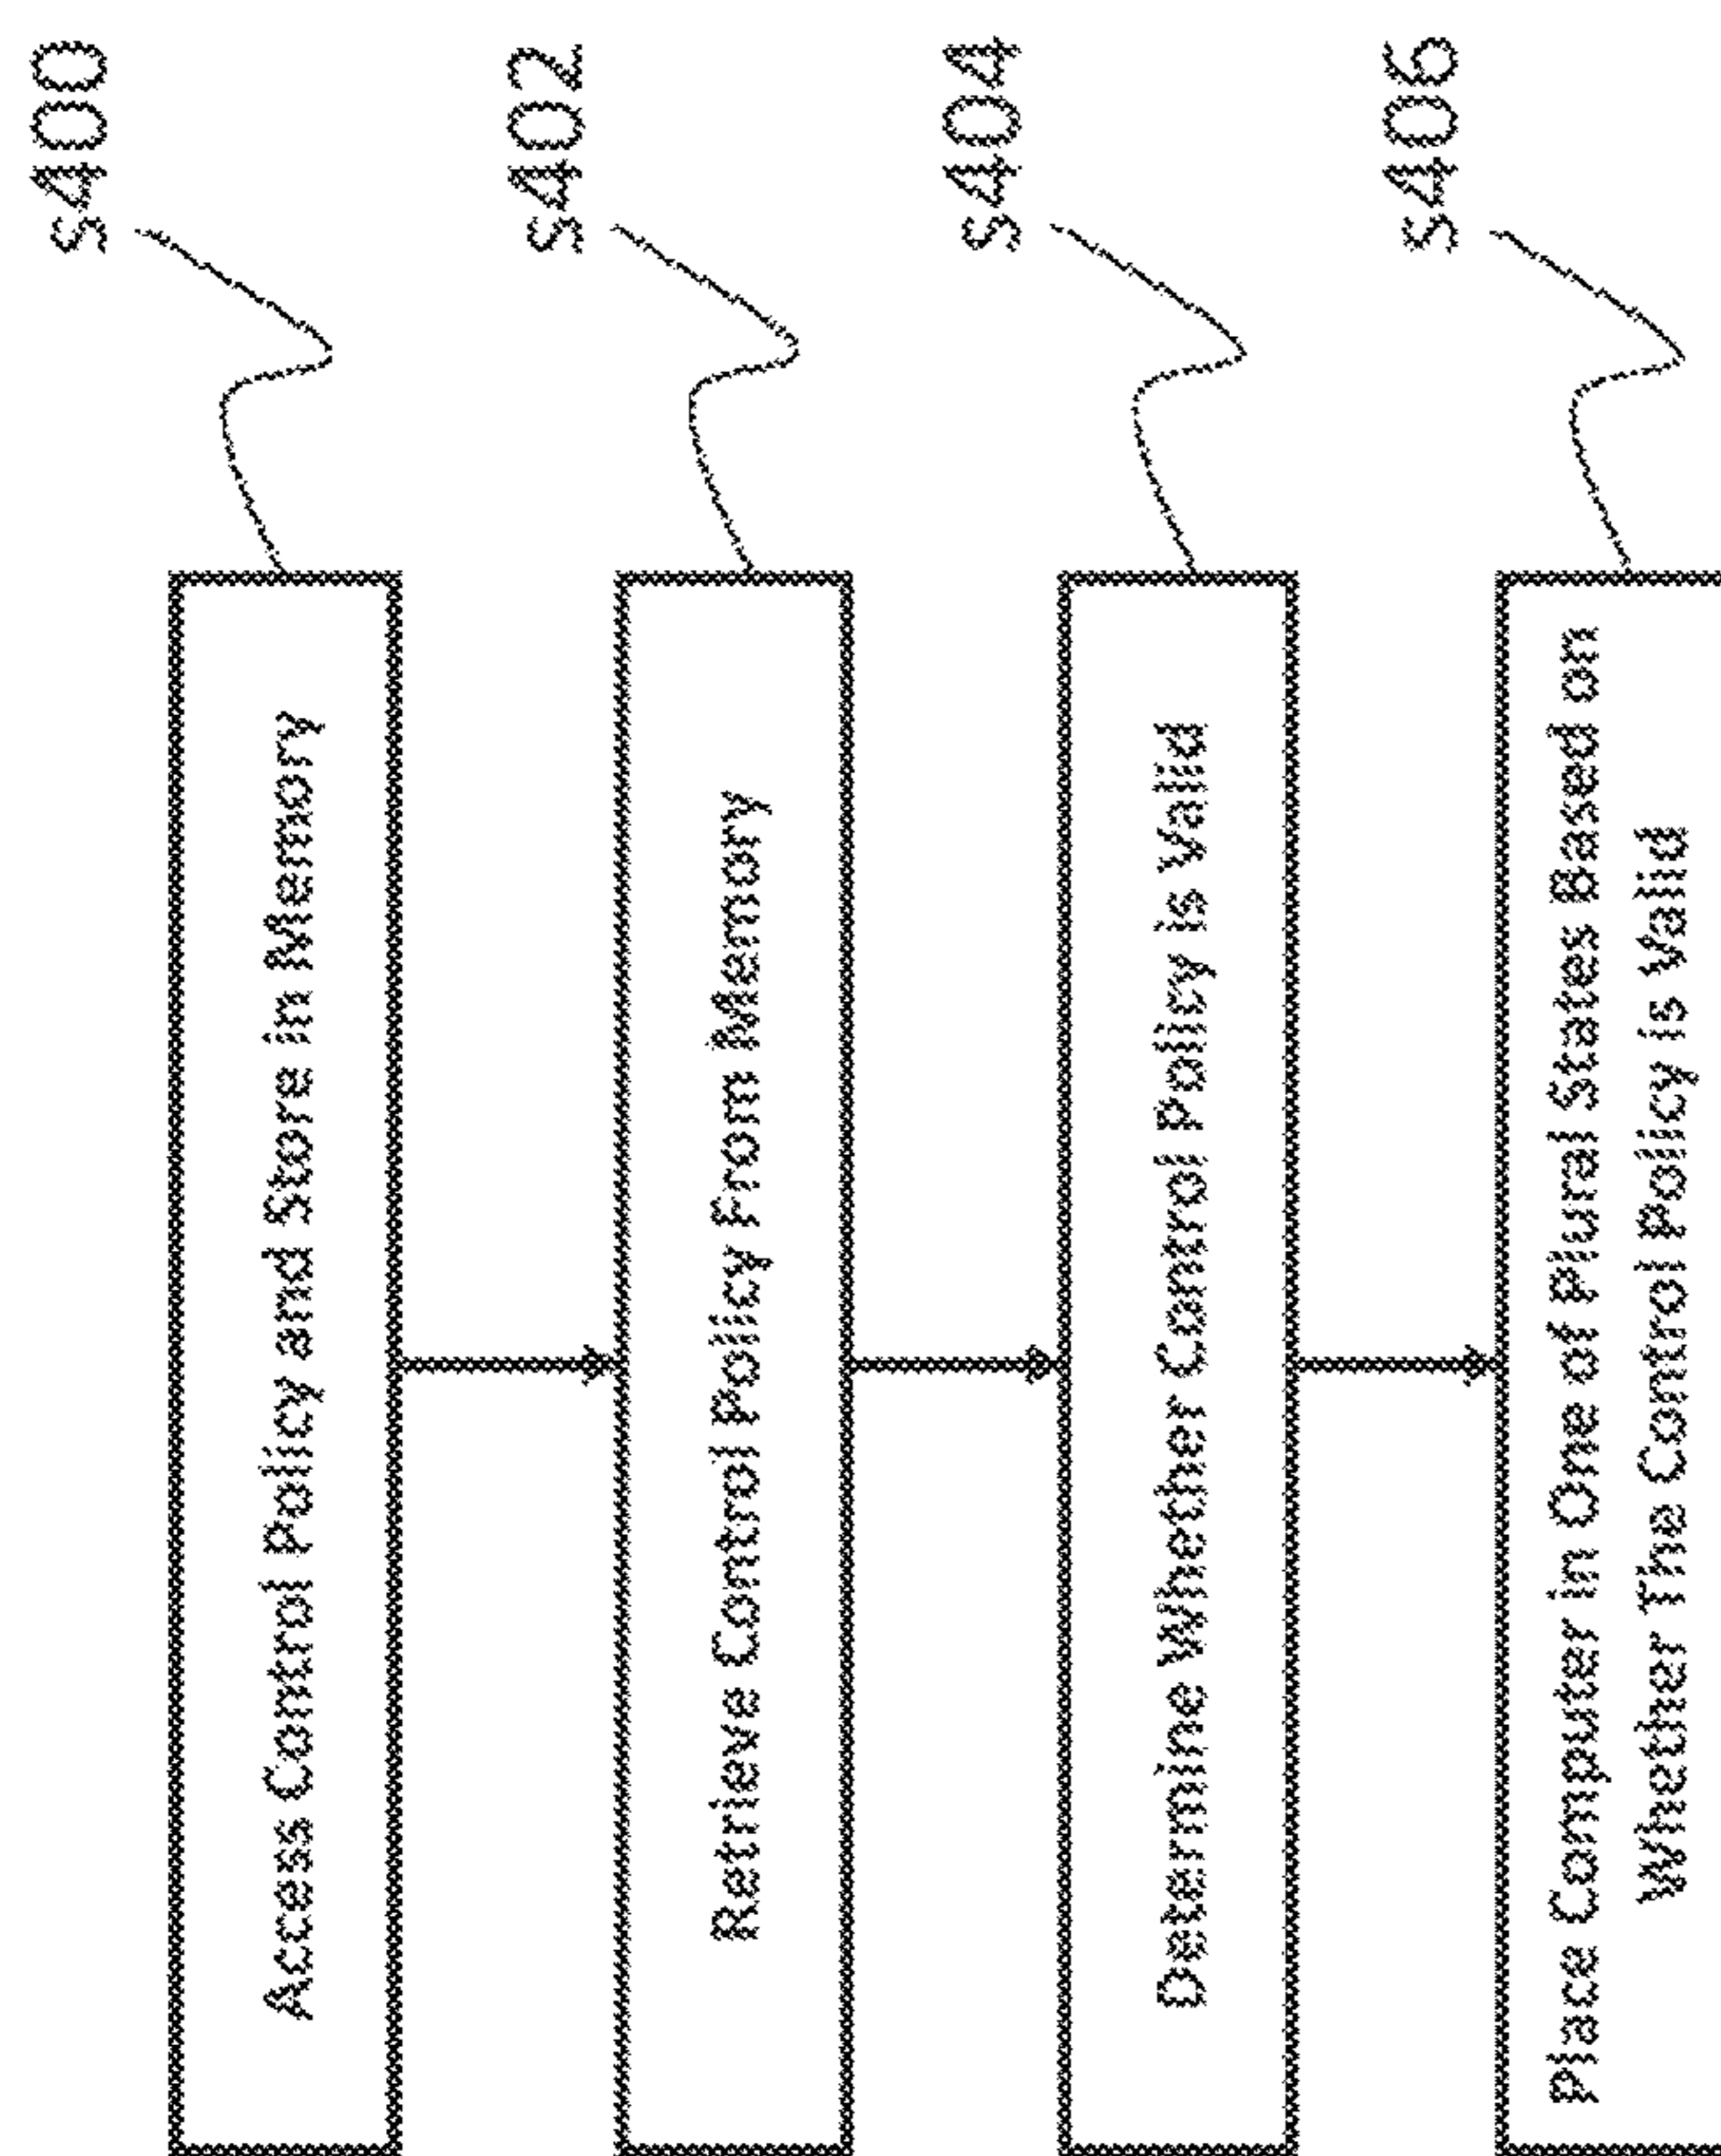 s400
Access Control Policy and Store in Memory
s402
Retrieve Control Policy From Memory
s404
Determine Whether Control Policy is Valid
s406
Place Computer in One of Plural States Based on
Whether The Control Policy is Valid